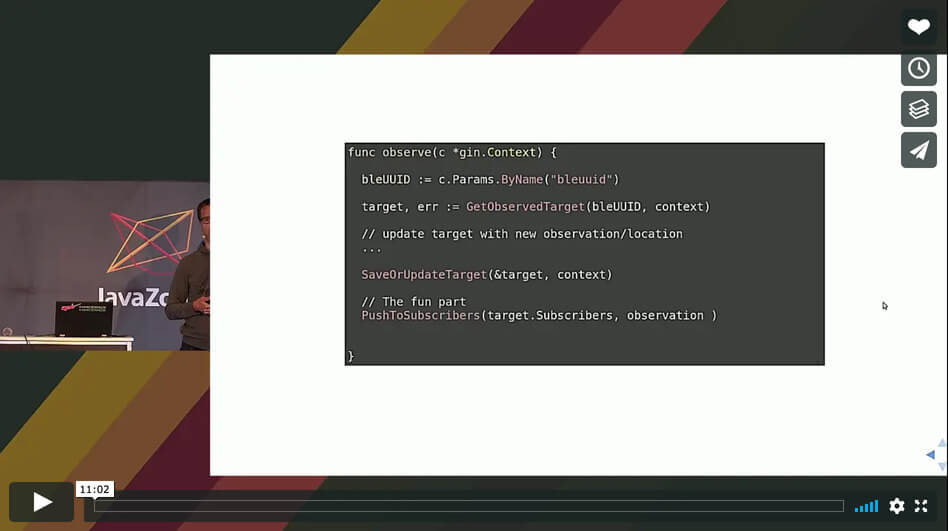 func observe(c *gin.Context) {
bleUUID := c.Params.ByName("bleuuid")
target, err := GetObservedTarget(bleUUID, context)
// update target with new observation/location
...
SaveOrUpdateTarget(&target, context)
// The fun part
PushToSubscribers(target.Subscribers, observation )
}
JavaZo
11:02